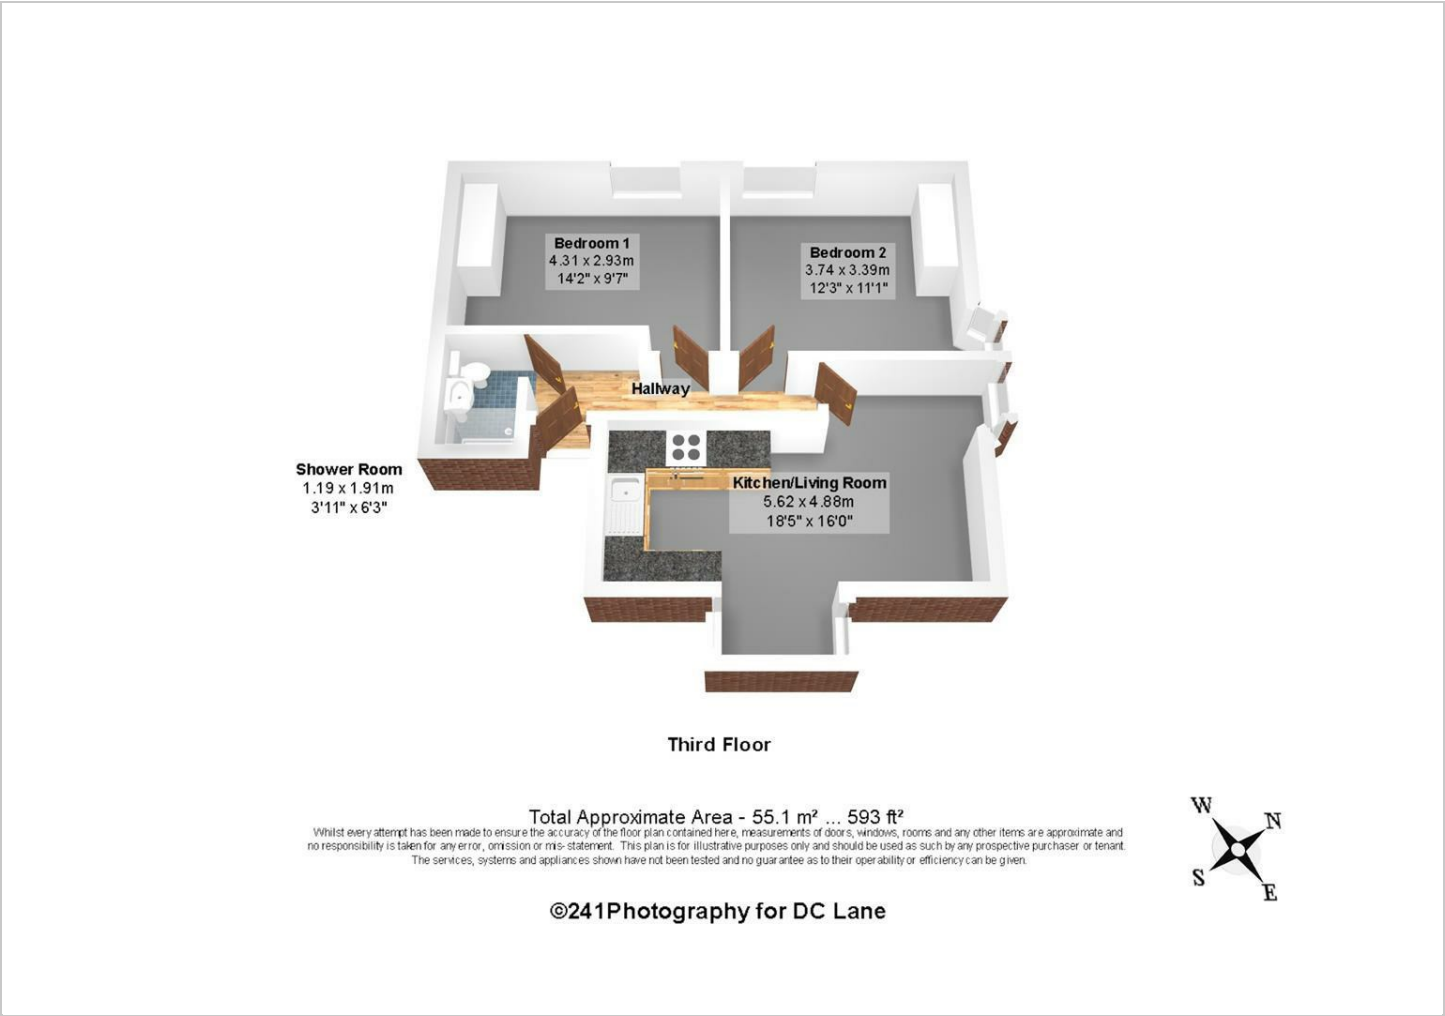 Bedroom 1
4.31 x 2.93m
14'2" x 9'7"
Bedroom 2
3.74 x 3.39m
12'3" x 11'1"
Hallway
Shower Room
1.19 x 1.91m
3'11" x 6'3"
Kitchen/Living Room
5.62 x 4.88m
18'5" x 16'0"
Third Floor
Total Approximate Area - 55.1 m² ... 593 ft²
Whilst every attempt has been made to ensure the accuracy of the floor plan contained here, measurements of doors, windows, rooms and any other items are approximate and
no responsibility is taken for any error, omission or mis- statement. This plan is for illustrative purposes only and should be used as such by any prospective purchaser or tenant.
The services, systems and appliances shown have not been tested and no guarantee as to their operability or efficiency can be given.
©241Photography for DC Lane
W
N
S
E